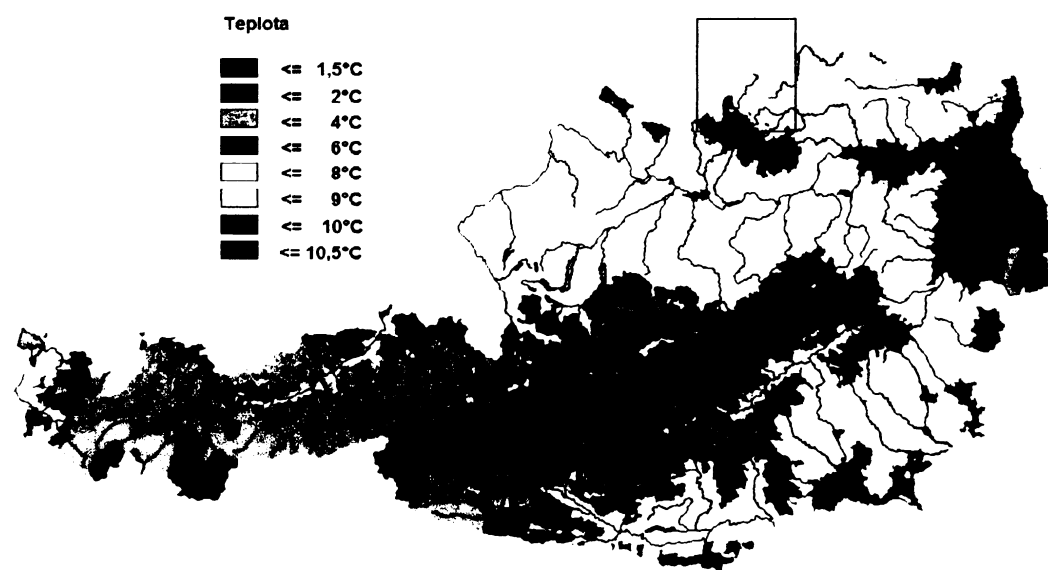 Teplota
<= 1,5°C
<= 2°C
<= 4°C
<= 6°C
<= 8°C
<= 9°C
<= 10°C
<= 10,5°C